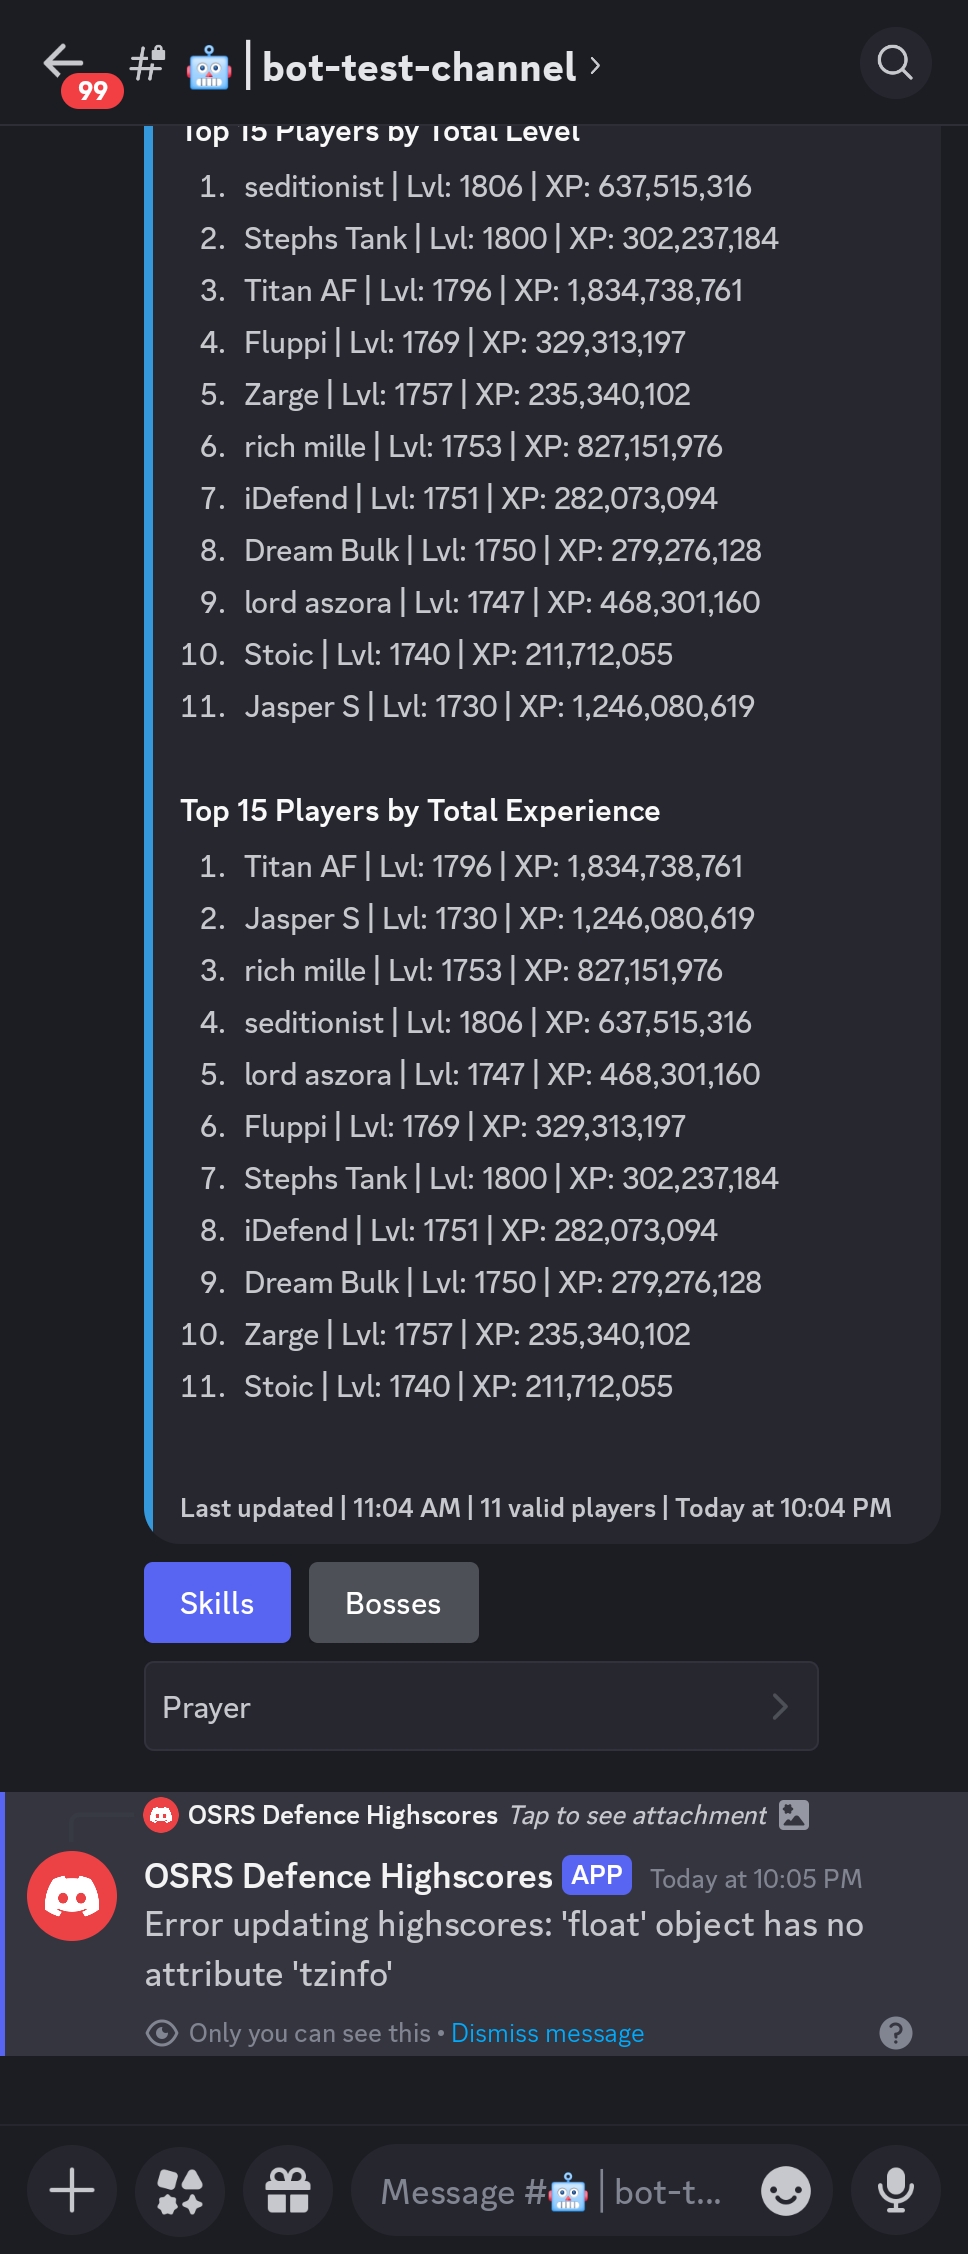 99
# 🤖 | bot-test-channel
Top 15 Players by Total Level
1. seditionist | Lvl: 1806 | XP: 637,515,316
2. Stephs Tank | Lvl: 1800 | XP: 302,237,184
3. Titan AF | Lvl: 1796 | XP: 1,834,738,761
4. Fluppi | Lvl: 1769 | XP: 329,313,197
5. Zarge | Lvl: 1757 | XP: 235,340,102
6. rich mille | Lvl: 1753 | XP: 827,151,976
7. iDefend | Lvl: 1751 | XP: 282,073,094
8. Dream Bulk | Lvl: 1750 | XP: 279,276,128
9. lord aszora | Lvl: 1747 | XP: 468,301,160
10. Stoic | Lvl: 1740 | XP: 211,712,055
11. Jasper S | Lvl: 1730 | XP: 1,246,080,619
Top 15 Players by Total Experience
1. Titan AF | Lvl: 1796 | XP: 1,834,738,761
2. Jasper S | Lvl: 1730 | XP: 1,246,080,619
3. rich mille | Lvl: 1753 | XP: 827,151,976
4. seditionist | Lvl: 1806 | XP: 637,515,316
5. lord aszora | Lvl: 1747 | XP: 468,301,160
6. Fluppi | Lvl: 1769 | XP: 329,313,197
7. Stephs Tank | Lvl: 1800 | XP: 302,237,184
8. iDefend | Lvl: 1751 | XP: 282,073,094
9. Dream Bulk | Lvl: 1750 | XP: 279,276,128
10. Zarge | Lvl: 1757 | XP: 235,340,102
11. Stoic | Lvl: 1740 | XP: 211,712,055
Last updated | 11:04 AM | 11 valid players | Today at 10:04 PM
Skills
Bosses
Prayer
OSRS Defence Highscores Tap to see attachment
OSRS Defence Highscores APP Today at 10:05 PM
Error updating highscores: 'float' object has no
attribute 'tzinfo'
Only you can see this • Dismiss message
Message #🤖 | bot-t...